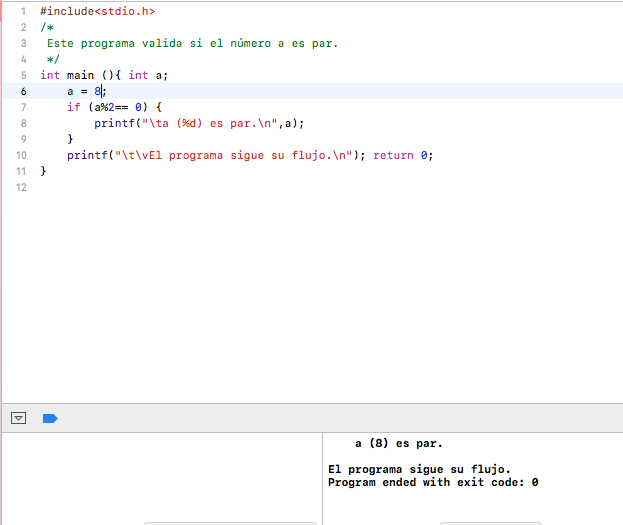 1 #include<stdio.h>
2 /*
3 Este programa valida si el número a es par.
4 */
5 int main (){ int a;
6 a = 8;
7 if (a%2== 0) {
8 printf("\ta (%d) es par.\n",a);
9 }
10 printf("\t\vEl programa sigue su flujo.\n"); return 0;
11 }
12
a (8) es par.
El programa sigue su flujo.
Program ended with exit code: 0